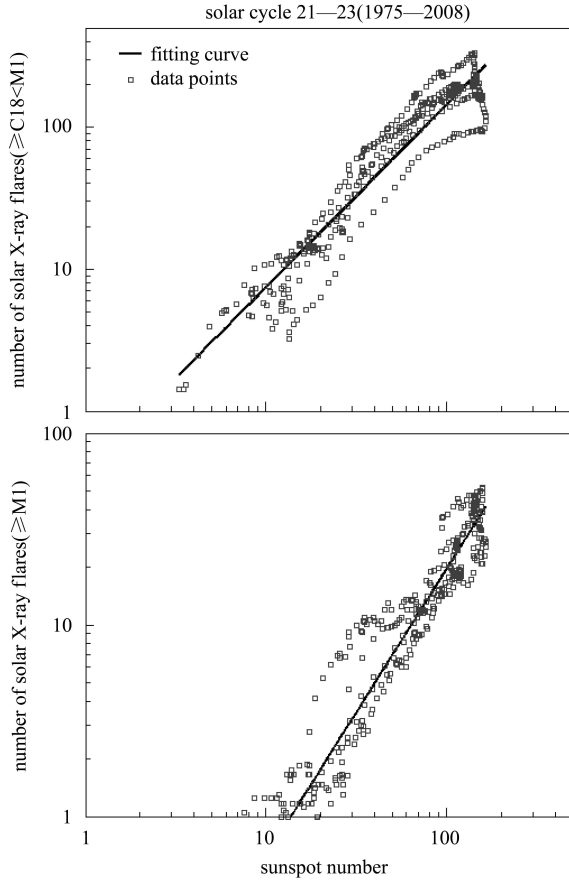 solar cycle 21—23(1975—2008)
fitting curve
data points
number of solar X-ray flares(⩾C18<M1)
100
10
1
number of solar X-ray flares(⩾M1)
100
10
1
1
10
100
sunspot number